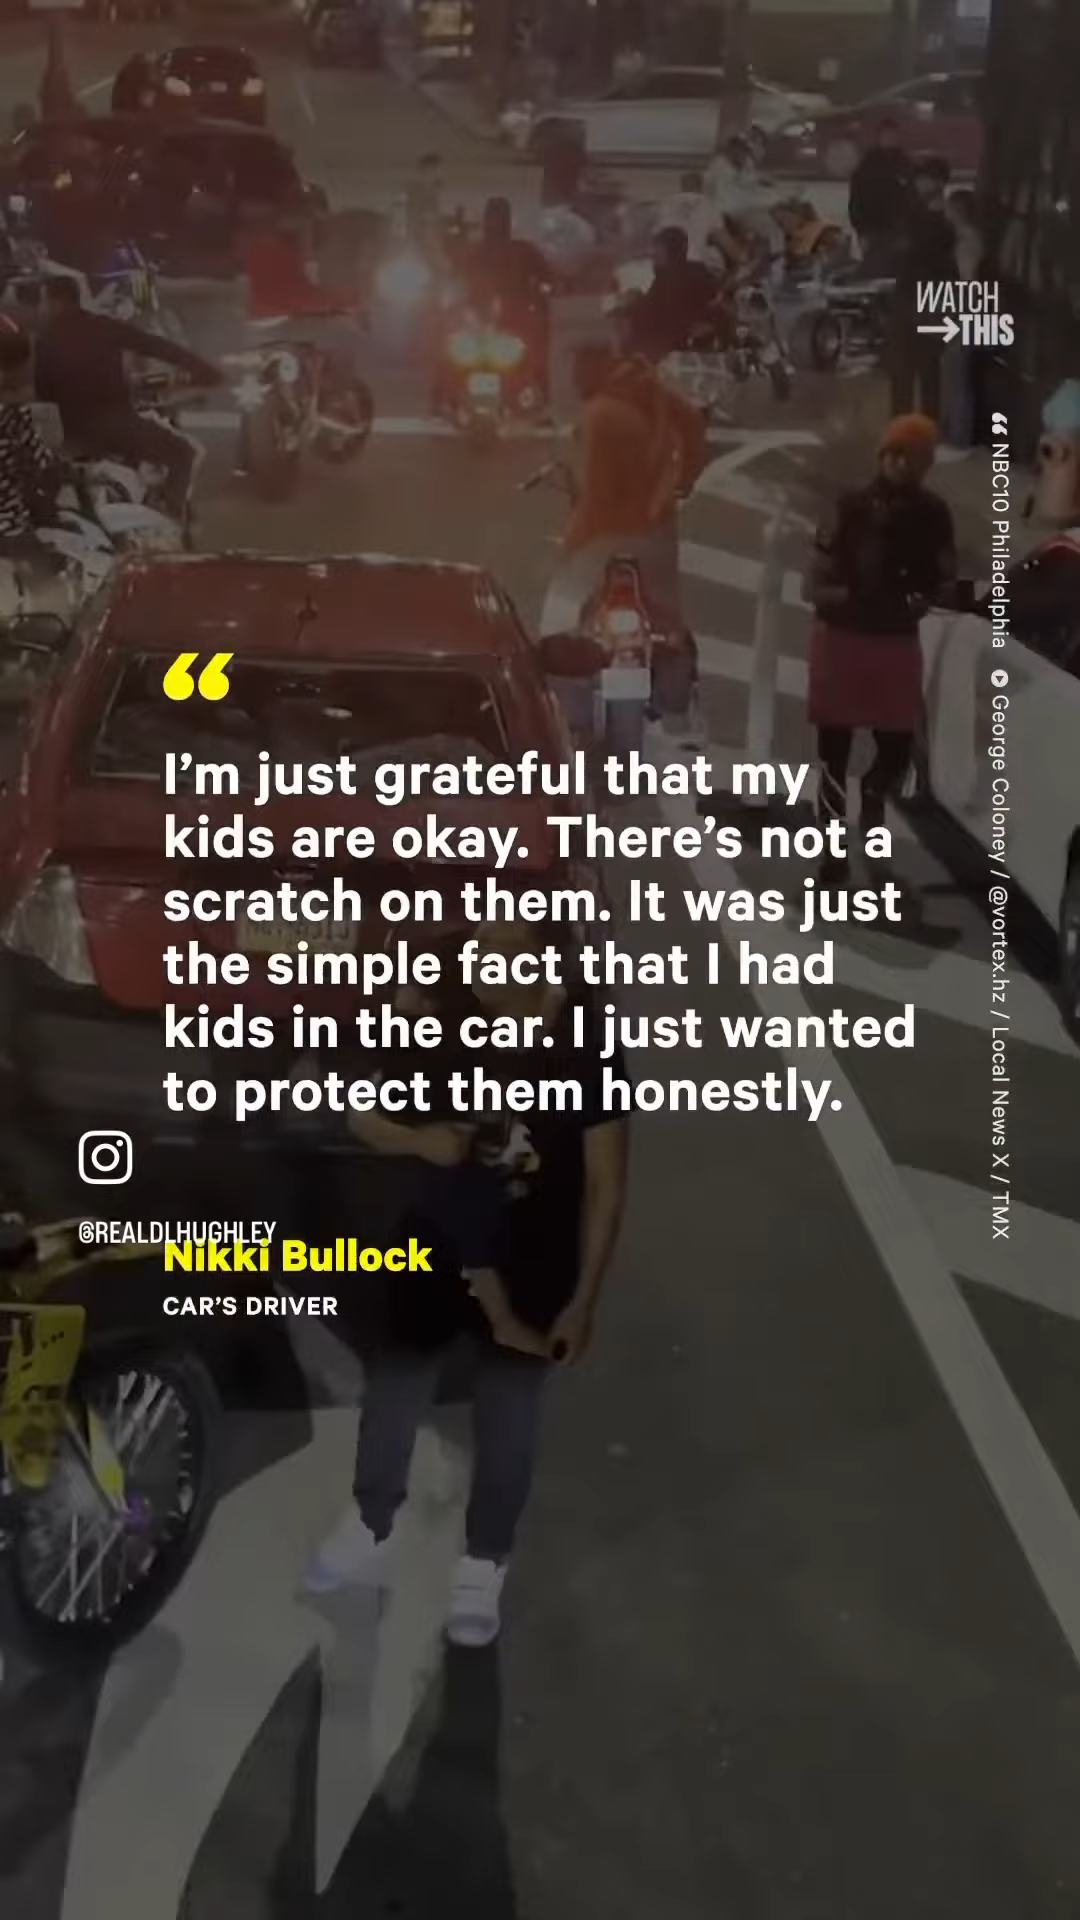 WATCH
THIS
“ NBC10 Philadelphia George Coloney / @vortex.hz / Local News X / TMX
“
I’m just grateful that my
kids are okay. There’s not a
scratch on them. It was just
the simple fact that I had
kids in the car. I just wanted
to protect them honestly.
@REALDLHUGHLEY
Nikki Bullock
CAR’S DRIVER